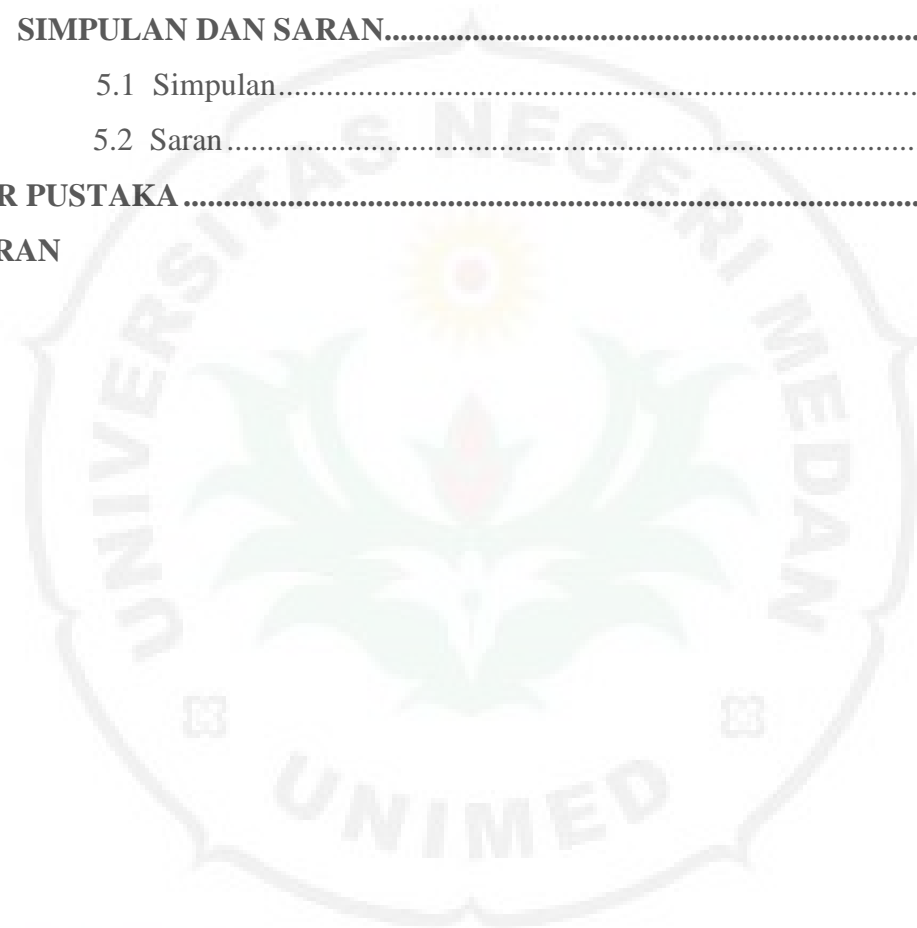 SIMPULAN DAN SARAN................................................................
5.1 Simpulan................................................................................
5.2 Saran......................................................................................
R PUSTAKA..........................................................................................
RAN
UNIVERSITAS NEGERI MEDAN
UNIMED